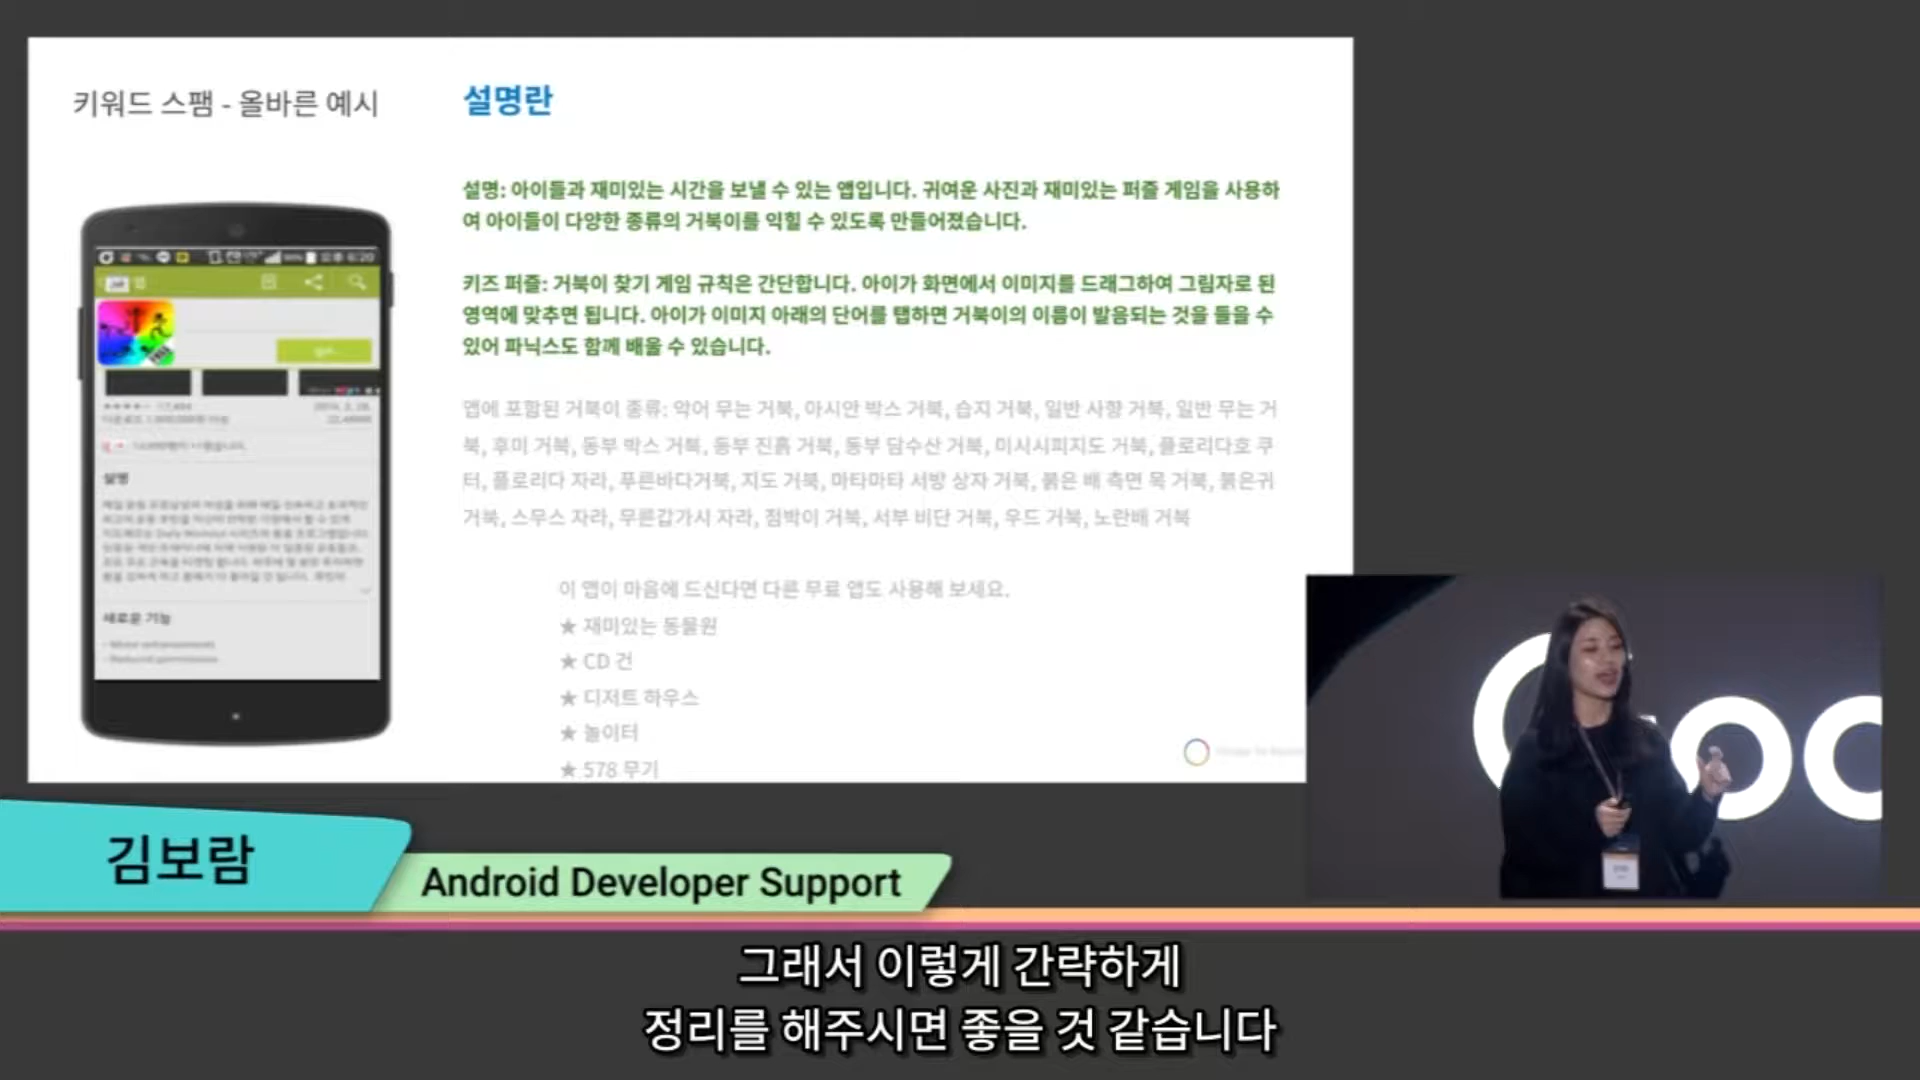 키워드 스팸 - 올바른 예시
설명란
설명: 아이들과 재미있는 시간을 보낼 수 있는 앱입니다. 귀여운 사진과 재미있는 퍼즐 게임을 사용하
여 아이들이 다양한 종류의 거북이를 익힐 수 있도록 만들어졌습니다.
키즈 퍼즐: 거북이 찾기 게임 규칙은 간단합니다. 아이가 화면에서 이미지를 드래그하여 그림자로 된
영역에 맞추면 됩니다. 아이가 이미지 아래의 단어를 탭하면 거북이의 이름이 발음되는 것을 들을 수
있어 파닉스도 함께 배울 수 있습니다.
앱에 포함된 거북이 종류: 악어 무는 거북, 아시안 박스 거북, 습지 거북, 일반 사향 거북, 일반 무는 거
북, 후미 거북, 동부 박스 거북, 동부 진흙 거북, 동부 담수산 거북, 미시시피지도 거북, 플로리다호 쿠
터, 플로리다 자라, 푸른바다거북, 지도 거북, 마타마타 서방 상자 거북, 붉은 배 측면 목 거북, 붉은귀
거북, 스무스 자라, 무른갑가시 자라, 점박이 거북, 서부 비단 거북, 우드 거북, 노란배 거북
이 앱이 마음에 드신다면 다른 무료 앱도 사용해 보세요.
★ 재미있는 동물원
★ CD 건
★ 디저트 하우스
★ 놀이터
★ 578 무기
설명
새로운 기능
김보람
Android Developer Support
그래서 이렇게 간략하게
정리를 해주시면 좋을 것 같습니다